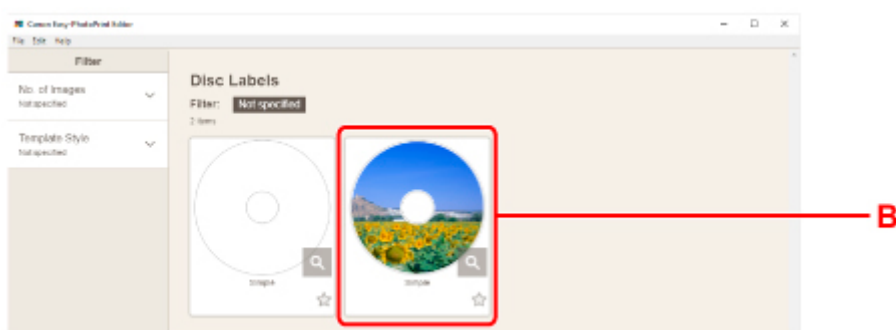 Canon Easy-PhotoPrint Editor
File Edit Help
Filter
No. of Images
Not specified
Template Style
Not specified
Disc Labels
Filter: Not specified
2 items
Simple
Simple
B